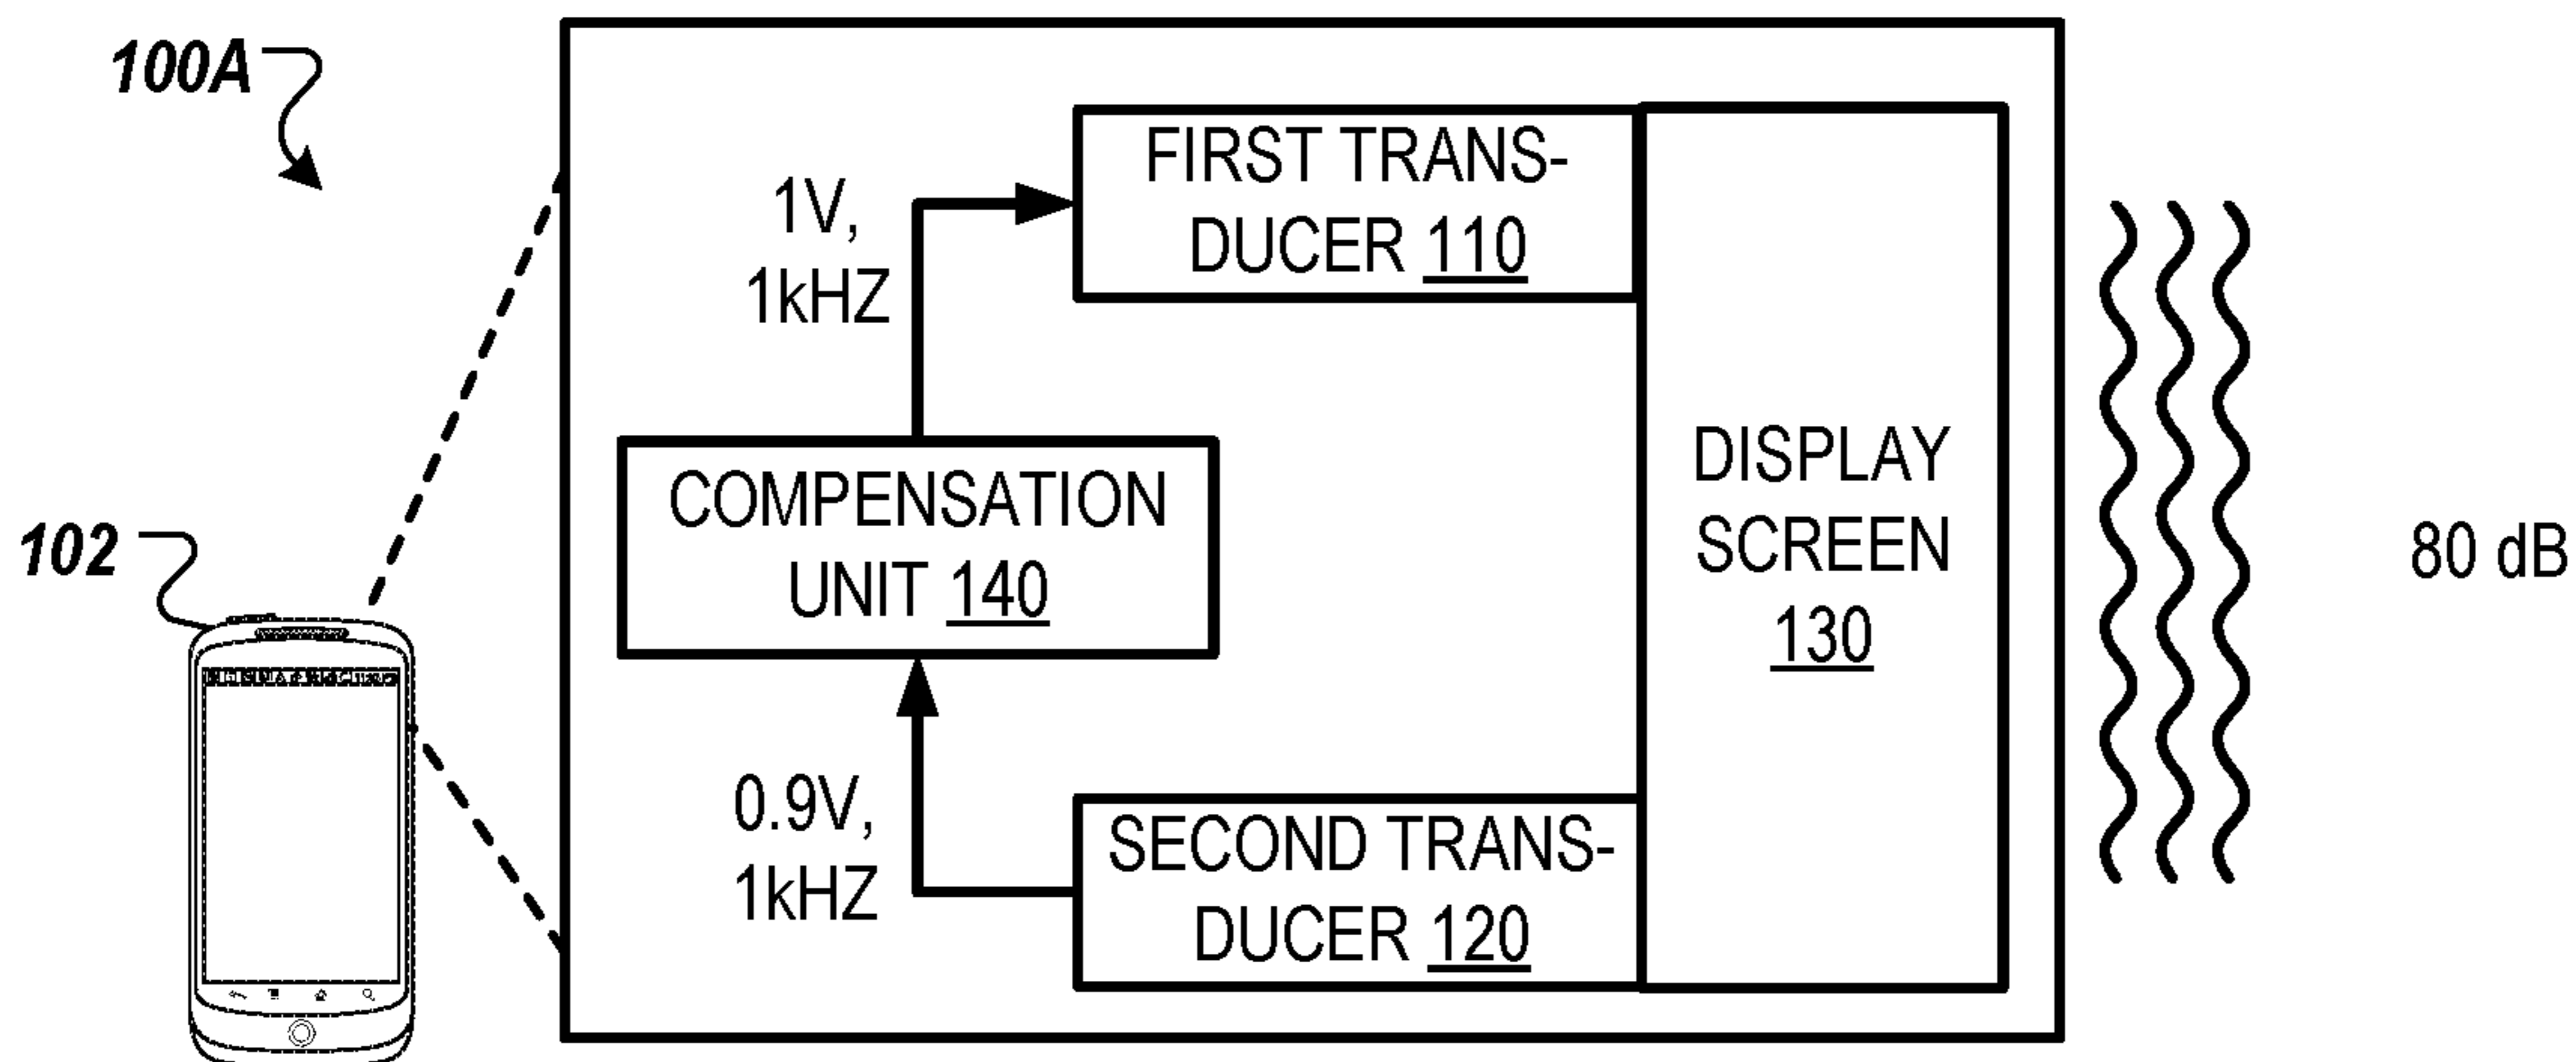 100A
FIRST TRANS-
DUCER 110
1V,
1kHZ
DISPLAY
SCREEN
130
COMPENSATION
UNIT 140
102
80 dB
0.9V,
1kHZ
SECOND TRANS-
DUCER 120